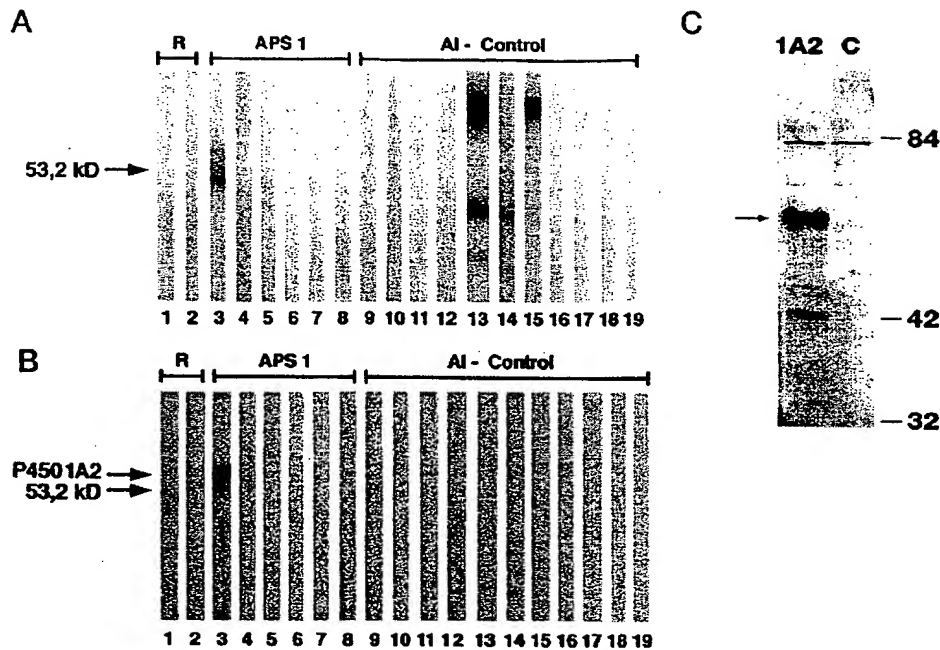 A
R APS 1 AI - Control
53,2 kD
1 2 3 4 5 6 7 8 9 10 11 12 13 14 15 16 17 18 19
B
R APS 1 AI - Control
P4501A2
53,2 kD
1 2 3 4 5 6 7 8 9 10 11 12 13 14 15 16 17 18 19
C
1A2 C
84
42
32